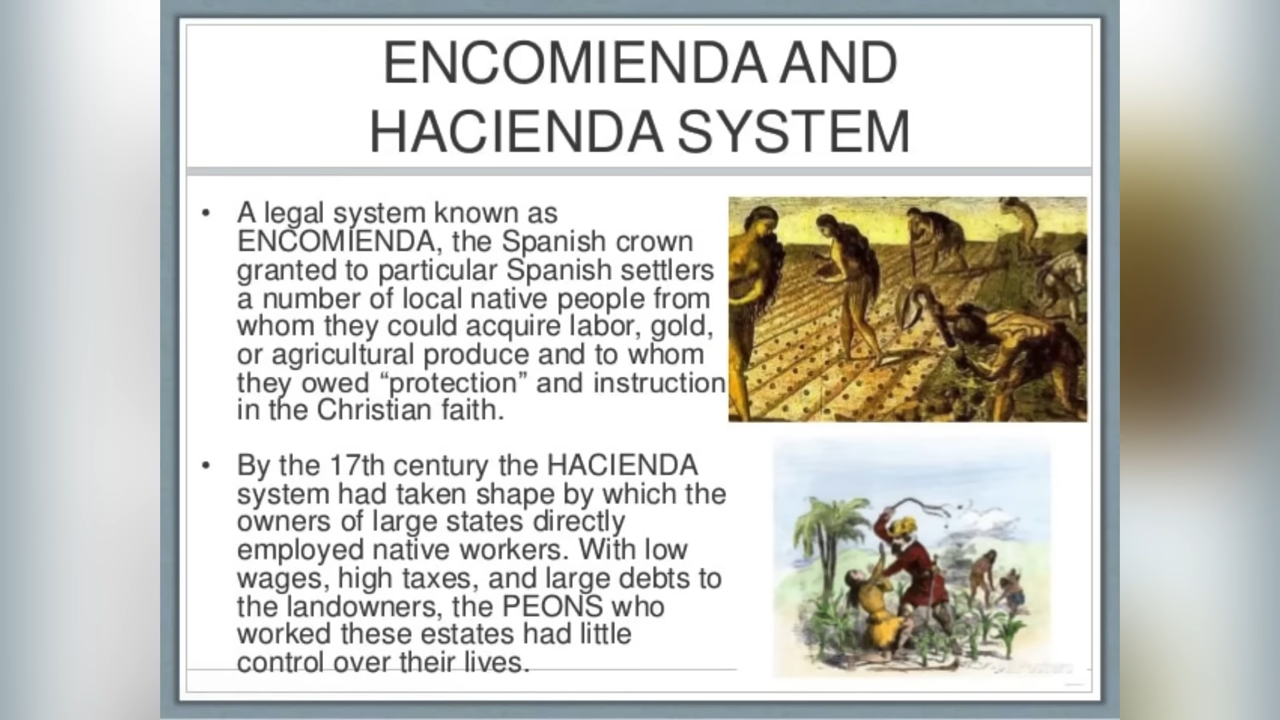 ENCOMIENDA AND
HACIENDA SYSTEM
• A legal system known as
ENCOMIENDA, the Spanish crown
granted to particular Spanish settlers
a number of local native people from
whom they could acquire labor, gold,
or agricultural produce and to whom
they owed “protection” and instruction
in the Christian faith.
• By the 17th century the HACIENDA
system had taken shape by which the
owners of large states directly
employed native workers. With low
wages, high taxes, and large debts to
the landowners, the PEONS who
worked these estates had little
control over their lives.